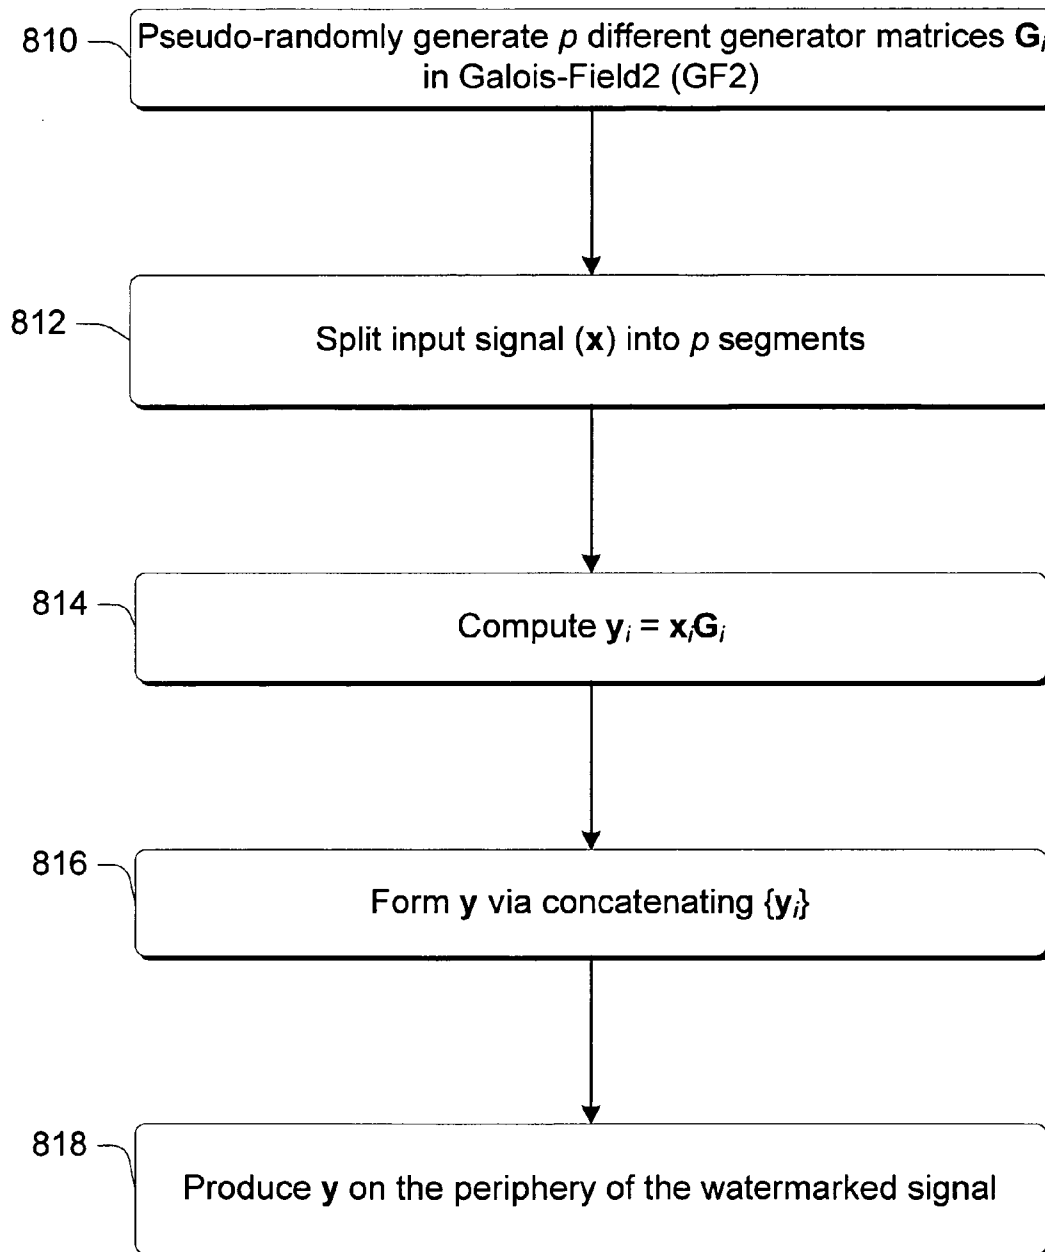 810
Pseudo-randomly generate p different generator matrices Gi
in Galois-Field2 (GF2)
812
Split input signal (x) into p segments
814
Compute yi = xiGi
816
Form y via concatenating {yi}
818
Produce y on the periphery of the watermarked signal